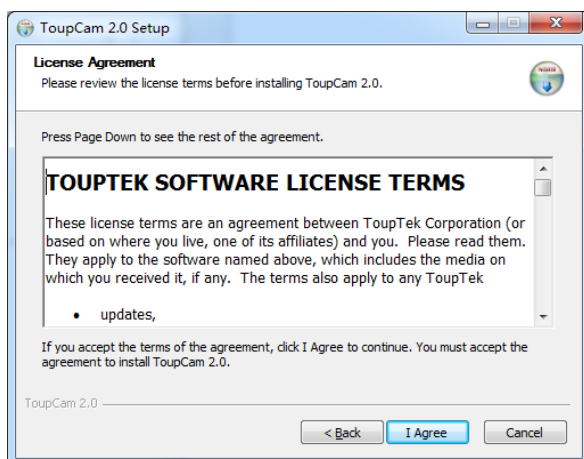 ToupCam 2.0 Setup
License Agreement
Please review the license terms before installing ToupCam 2.0.
Press Page Down to see the rest of the agreement.
TOUPTEK SOFTWARE LICENSE TERMS
These license terms are an agreement between ToupTek Corporation (or
based on where you live, one of its affiliates) and you.  Please read them.
They apply to the software named above, which includes the media on
which you received it, if any.  The terms also apply to any ToupTek
• updates,
If you accept the terms of the agreement, click I Agree to continue. You must accept the
agreement to install ToupCam 2.0.
ToupCam 2.0
< Back
I Agree
Cancel